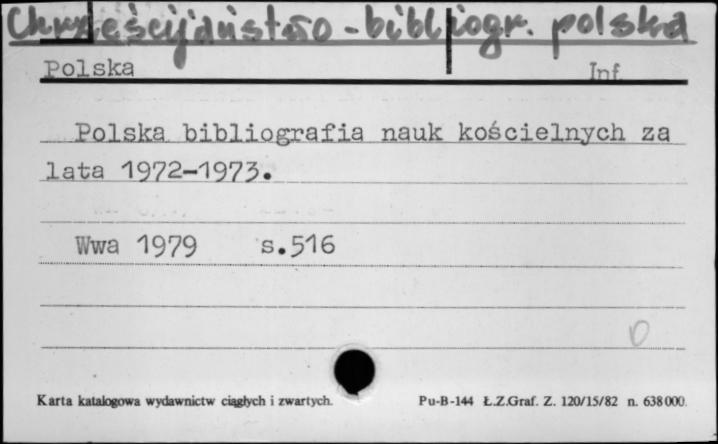 Chrześcijaństwo - bibliogr. polska
Polska Inf.
Polska bibliografia nauk kościelnych za
lata 1972-1973.
Wwa 1979 s.516
0
Karta katalogowa wydawnictw ciągłych i zwartych. Pu-B-144 Ł.Z.Graf. Z. 120/15/82 n. 638000.